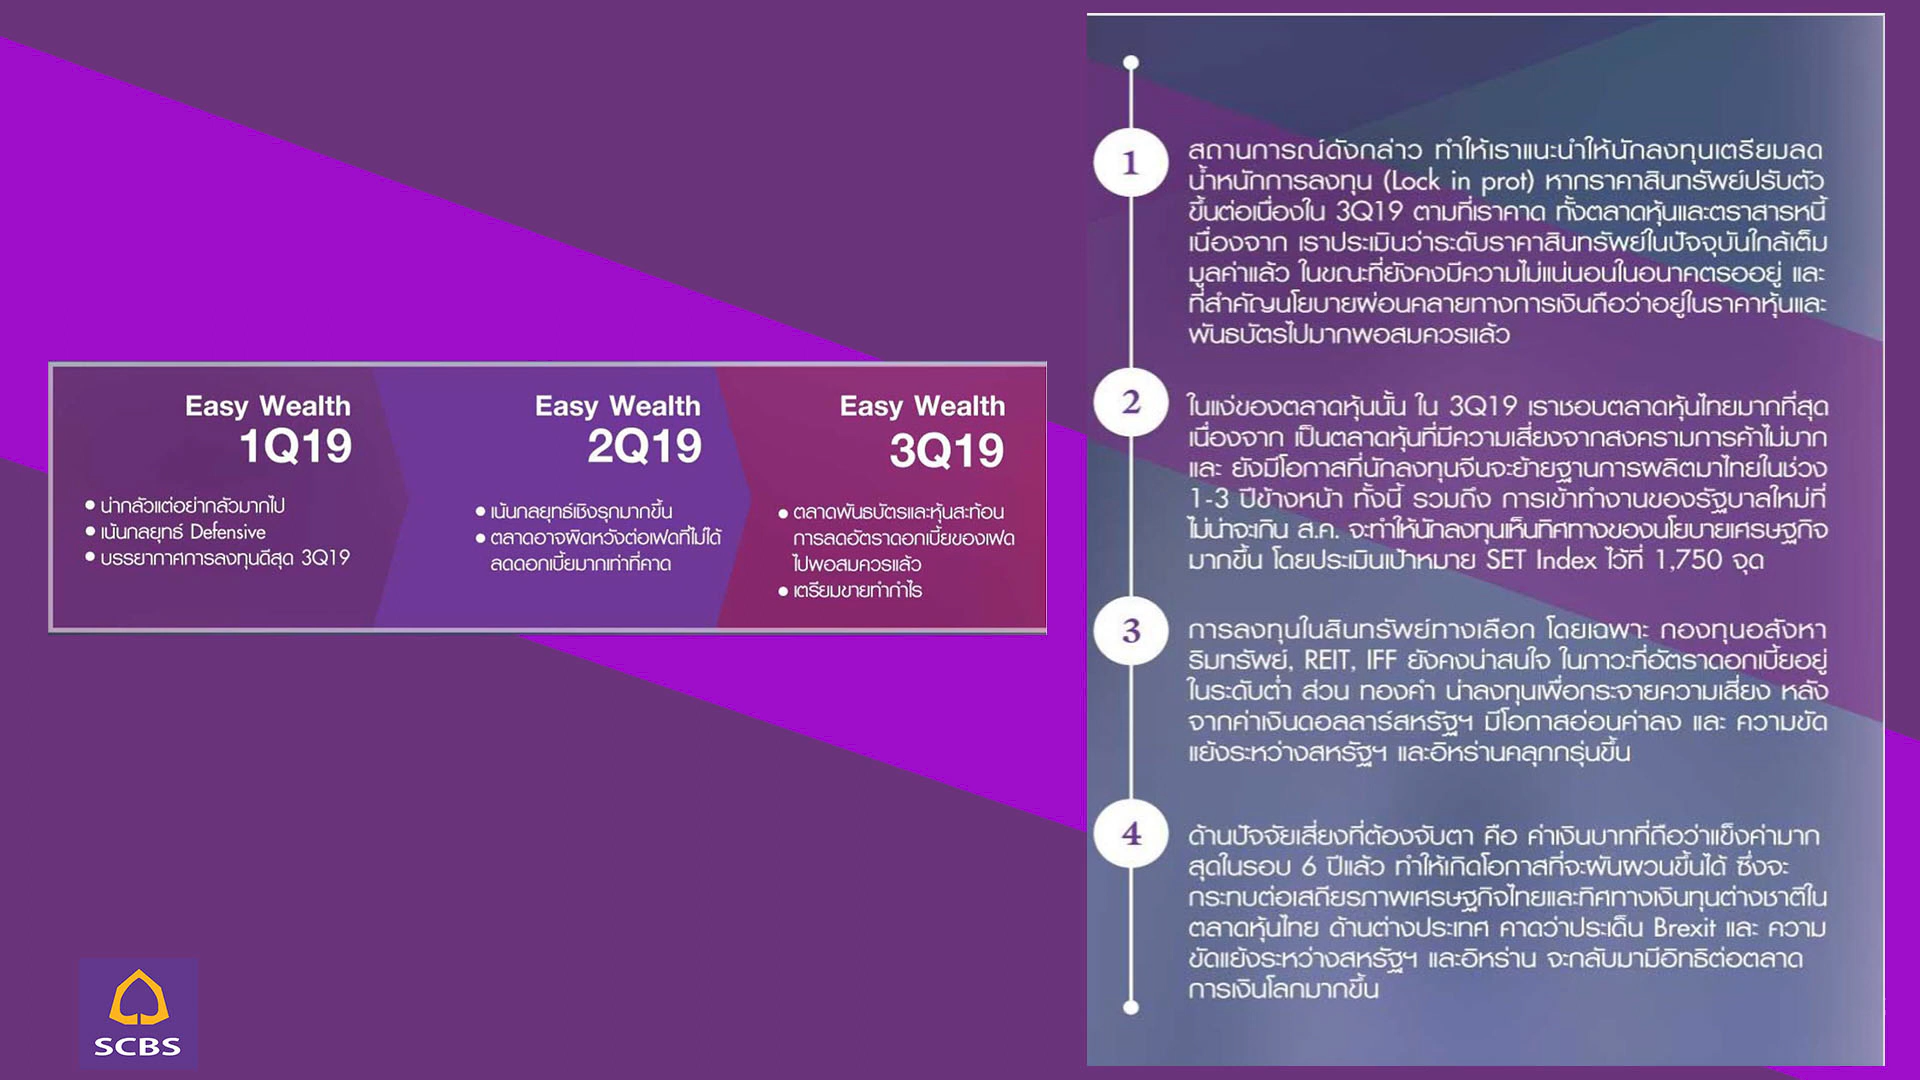 Easy Wealth
1Q19
● น่ากลัวแต่อย่ากลัวมากไป
● เน้นกลยุทธ์ Defensive
● บรรยากาศการลงทุนดีสุด 3Q19
Easy Wealth
2Q19
● เน้นกลยุทธ์เชิงรุกมากขึ้น
● ตลาดอาจผิดหวังต่อเฟดที่ไม่ได้
ลดดอกเบี้ยมากเท่าที่คาด
Easy Wealth
3Q19
● ตลาดพันธบัตรและหุ้นสะท้อน
การลดอัตราดอกเบี้ยของเฟด
ไปพอสมควรแล้ว
● เตรียมขายทำกำไร
SCBS
1
สถานการณ์ดังกล่าว ทำให้เราแนะนำให้นักลงทุนเตรียมลด
น้ำหนักการลงทุน (Lock in prot) หากราคาสินทรัพย์ปรับตัว
ขึ้นต่อเนื่องใน 3Q19 ตามที่เราคาด ทั้งตลาดหุ้นและตราสารหนี้
เนื่องจาก เราประเมินว่าระดับราคาสินทรัพย์ในปัจจุบันใกล้เต็ม
มูลค่าแล้ว ในขณะที่ยังคงมีความไม่แน่นอนในอนาคตรออยู่ และ
ที่สำคัญนโยบายผ่อนคลายทางการเงินถือว่าอยู่ในราคาหุ้นและ
พันธบัตรไปมากพอสมควรแล้ว
2
ในแง่ของตลาดหุ้นนั้น ใน 3Q19 เราชอบตลาดหุ้นไทยมากที่สุด
เนื่องจาก เป็นตลาดหุ้นที่มีความเสี่ยงจากสงครามการค้าไม่มาก
และ ยังมีโอกาสที่นักลงทุนจีนจะย้ายฐานการผลิตมาไทยในช่วง
1-3 ปีข้างหน้า ทั้งนี้ รวมถึง การเข้าทำงานของรัฐบาลใหม่ที่
ไม่น่าจะเกิน ส.ค. จะทำให้นักลงทุนเห็นทิศทางของนโยบายเศรษฐกิจ
มากขึ้น โดยประเมินเป้าหมาย SET Index ไว้ที่ 1,750 จุด
3
การลงทุนในสินทรัพย์ทางเลือก โดยเฉพาะ กองทุนอสังหา
ริมทรัพย์, REIT, IFF ยังคงน่าสนใจ ในภาวะที่อัตราดอกเบี้ยอยู่
ในระดับต่ำ ส่วน ทองคำ น่าลงทุนเพื่อกระจายความเสี่ยง หลัง
จากค่าเงินดอลลาร์สหรัฐฯ มีโอกาสอ่อนค่าลง และ ความขัด
แย้งระหว่างสหรัฐฯ และอิหร่านคลุกกรุ่นขึ้น
4
ด้านปัจจัยเสี่ยงที่ต้องจับตา คือ ค่าเงินบาทที่ถือว่าแข็งค่ามาก
สุดในรอบ 6 ปีแล้ว ทำให้เกิดโอกาสที่จะผันผวนขึ้นได้ ซึ่งจะ
กระทบต่อเสถียรภาพเศรษฐกิจไทยและทิศทางเงินทุนต่างชาติใน
ตลาดหุ้นไทย ด้านต่างประเทศ คาดว่าประเด็น Brexit และ ความ
ขัดแย้งระหว่างสหรัฐฯ และอิหร่าน จะกลับมามีอิทธิต่อตลาด
การเงินโลกมากขึ้น